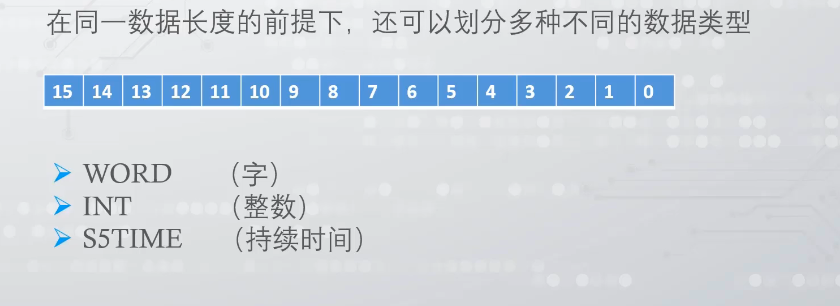 在同一数据长度的前提下，还可以划分多种不同的数据类型
15 14 13 12 11 10 9 8 7 6 5 4 3 2 1 0
WORD （字）
INT （整数）
S5TIME （持续时间）